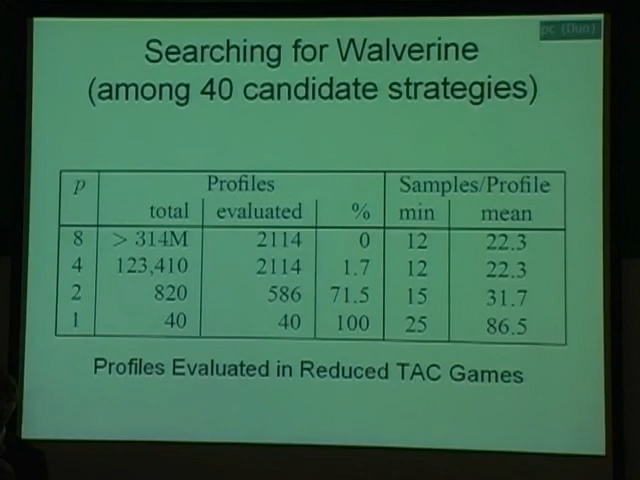 pc (Duo)
Searching for Walverine
(among 40 candidate strategies)
p Profiles Samples/Profile
total evaluated % min mean
8 > 314M 2114 0 12 22.3
4 123,410 2114 1.7 12 22.3
2 820 586 71.5 15 31.7
1 40 40 100 25 86.5
Profiles Evaluated in Reduced TAC Games